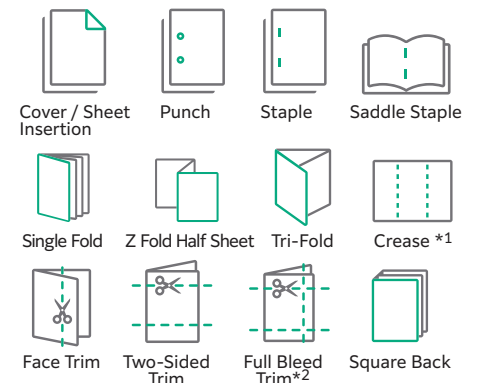 Cover / Sheet Insertion
Punch
Staple
Saddle Staple
Single Fold
Z Fold Half Sheet
Tri-Fold
Crease *1
Face Trim
Two-Sided Trim
Full Bleed Trim*2
Square Back